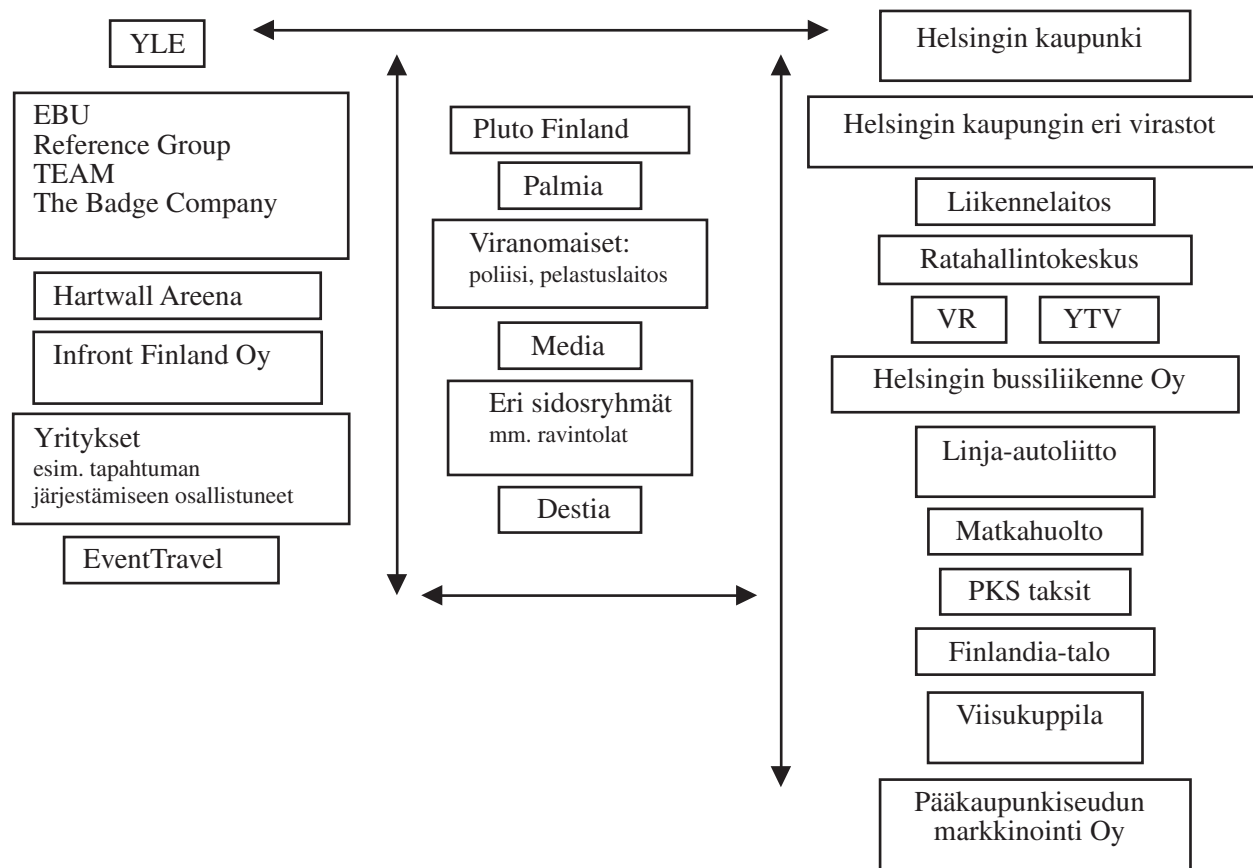 YLE
EBU
Reference Group
TEAM
The Badge Company
Hartwall Areena
Infront Finland Oy
Yritykset
esim. tapahtuman
järjestämiseen osallistuneet
EventTravel
Pluto Finland
Palmia
Viranomaiset:
poliisi, pelastuslaitos
Media
Eri sidosryhmät
mm. ravintolat
Destia
Helsingin kaupunki
Helsingin kaupungin eri virastot
Liikennelaitos
Ratahallintokeskus
VR YTV
Helsingin bussiliikenne Oy
Linja-autoliitto
Matkahuolto
PKS taksit
Finlandia-talo
Viisukuppila
Pääkaupunkiseudun
markkinointi Oy